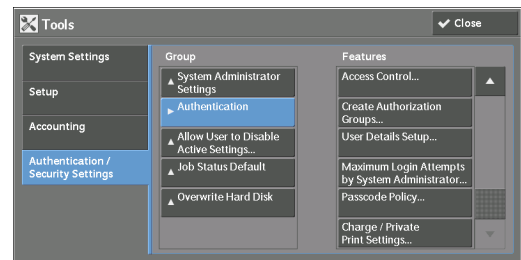 Tools
Close
System Settings
Setup
Accounting
Authentication /
Security Settings
Group
System Administrator
Settings
Authentication
Allow User to Disable
Active Settings...
Job Status Default
Overwrite Hard Disk
Features
Access Control...
Create Authorization
Groups...
User Details Setup...
Maximum Login Attempts
by System Administrator...
Passcode Policy...
Charge / Private
Print Settings...